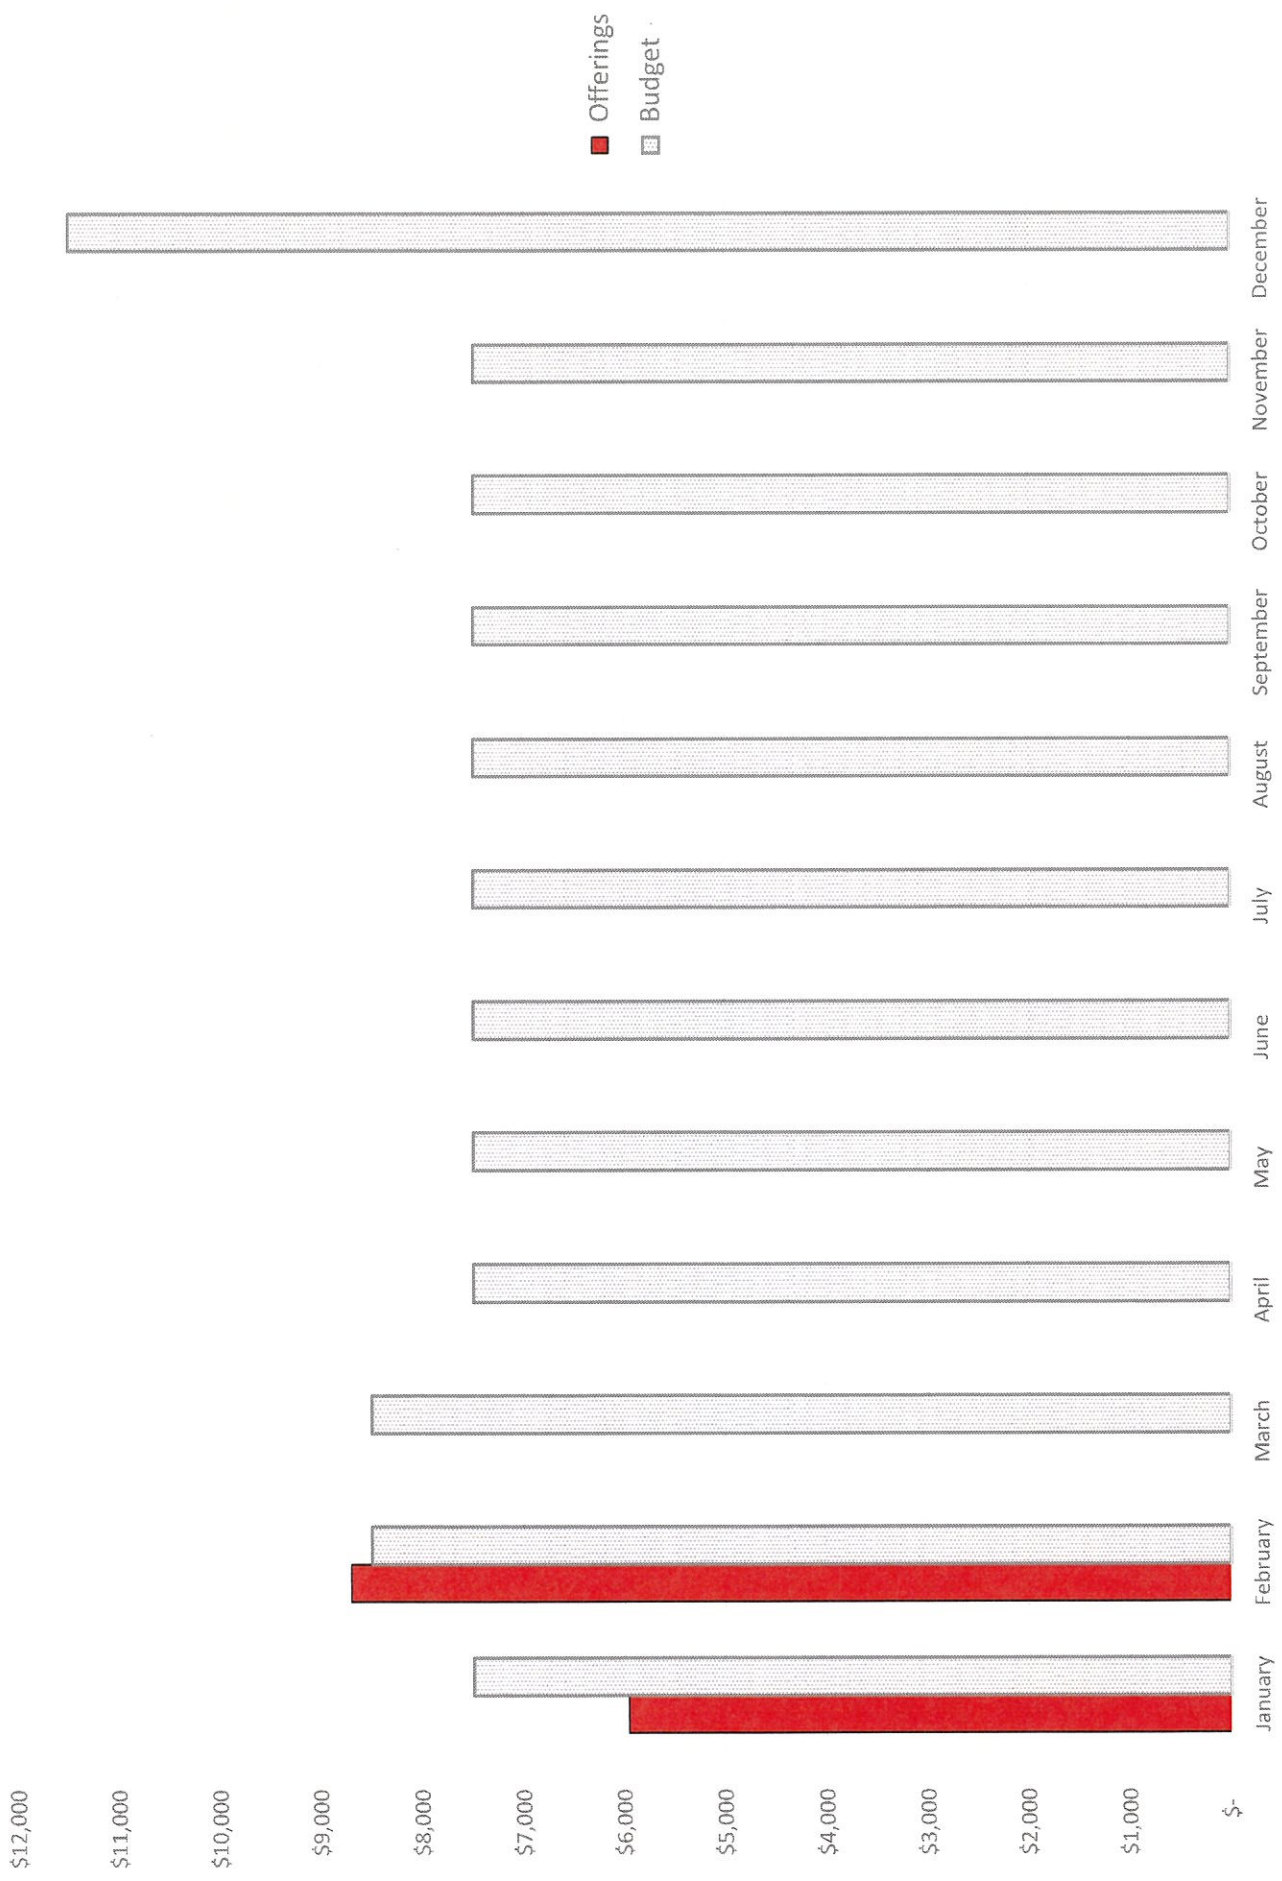 $12,000
$11,000
$10,000
$9,000
$8,000
$7,000
$6,000
$5,000
$4,000
$3,000
$2,000
$1,000
$-
January
February
March
April
May
June
July
August
September
October
November
December
Offerings
Budget